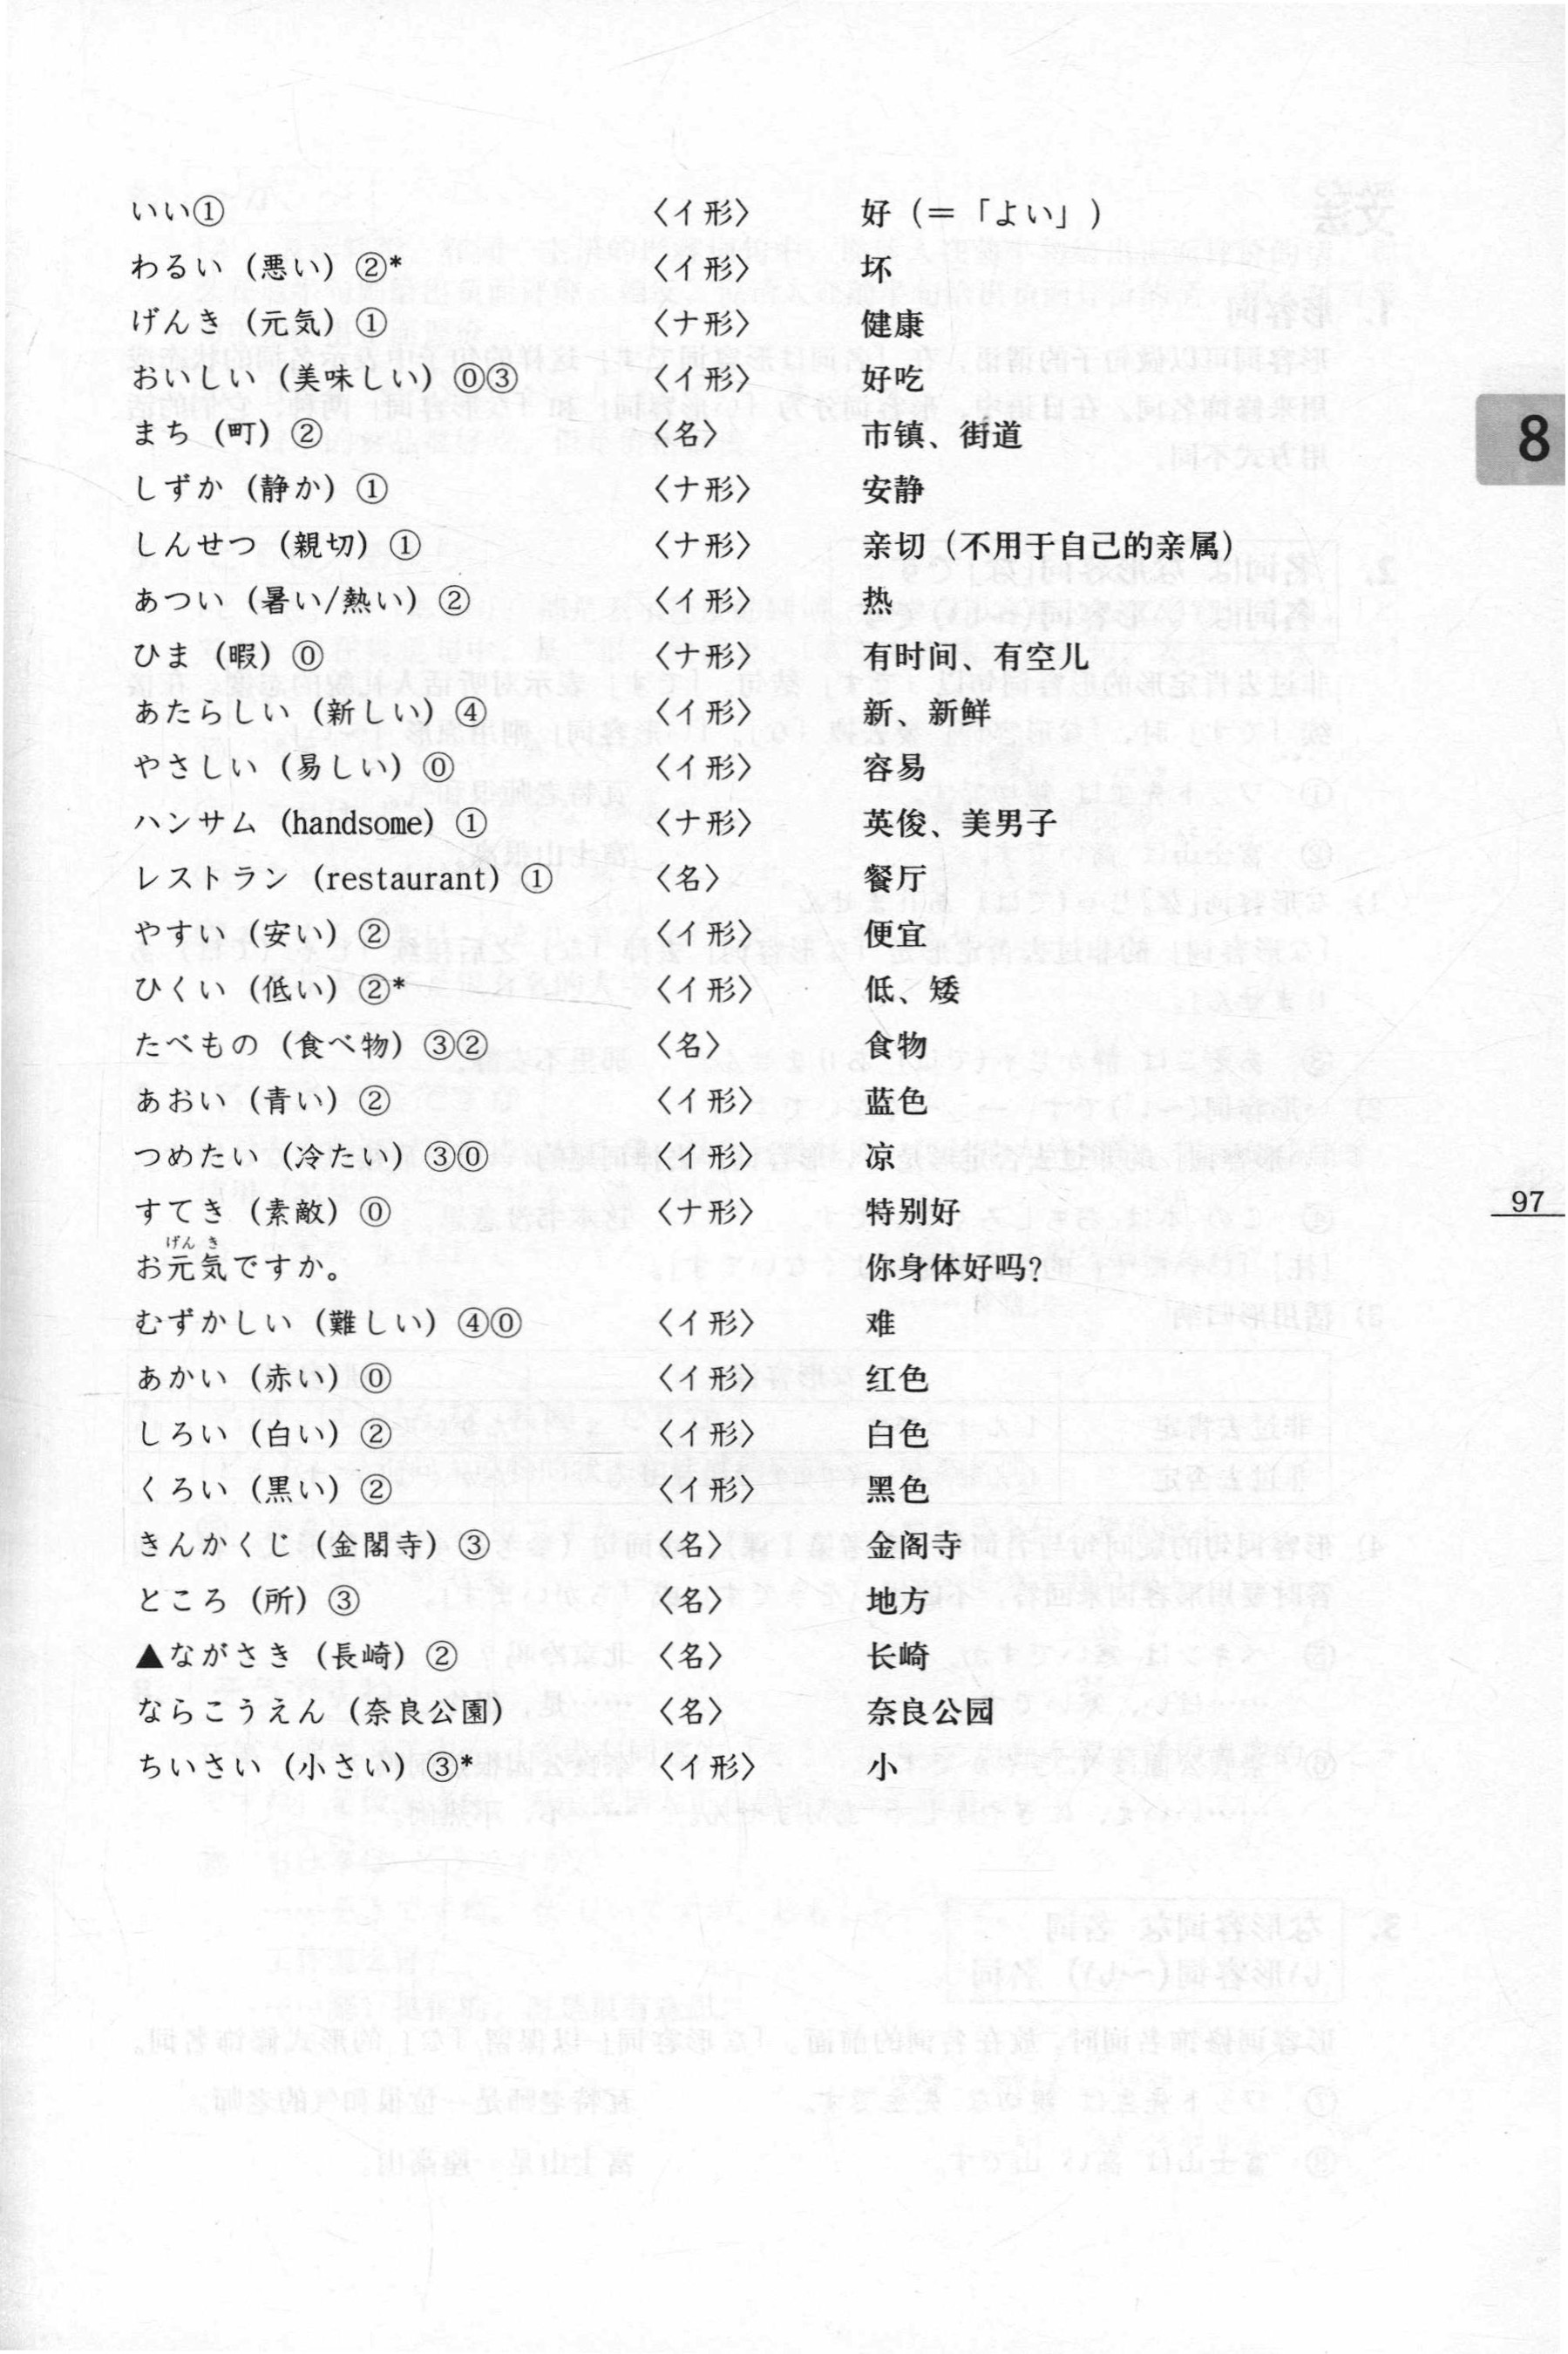 いい① 〈イ形〉 好（＝「よい」）
わるい（悪い）②* 〈イ形〉 坏
げんき（元気）① 〈ナ形〉 健康
おいしい（美味しい）⓪③ 〈イ形〉 好吃
まち（町）② 〈名〉 市镇、街道
しずか（静か）① 〈ナ形〉 安静
しんせつ（親切）① 〈ナ形〉 亲切（不用于自己的亲属）
あつい（暑い/熱い）② 〈イ形〉 热
ひま（暇）⓪ 〈ナ形〉 有时间、有空儿
あたらしい（新しい）④ 〈イ形〉 新、新鲜
やさしい（易しい）⓪ 〈イ形〉 容易
ハンサム（handsome）① 〈ナ形〉 英俊、美男子
レストラン（restaurant）① 〈名〉 餐厅
やすい（安い）② 〈イ形〉 便宜
ひくい（低い）②* 〈イ形〉 低、矮
たべもの（食べ物）③② 〈名〉 食物
あおい（青い）② 〈イ形〉 蓝色
つめたい（冷たい）③⓪ 〈イ形〉 凉
すてき（素敵）⓪ 〈ナ形〉 特别好
げんき
お元気ですか。 你身体好吗？
むずかしい（難しい）④⓪ 〈イ形〉 难
あかい（赤い）⓪ 〈イ形〉 红色
しろい（白い）② 〈イ形〉 白色
くろい（黒い）② 〈イ形〉 黑色
きんかくじ（金閣寺）③ 〈名〉 金阁寺
ところ（所）③ 〈名〉 地方
▲ながさき（長崎）② 〈名〉 长崎
ならこうえん（奈良公園） 〈名〉 奈良公园
ちいさい（小さい）③* 〈イ形〉 小
8
97